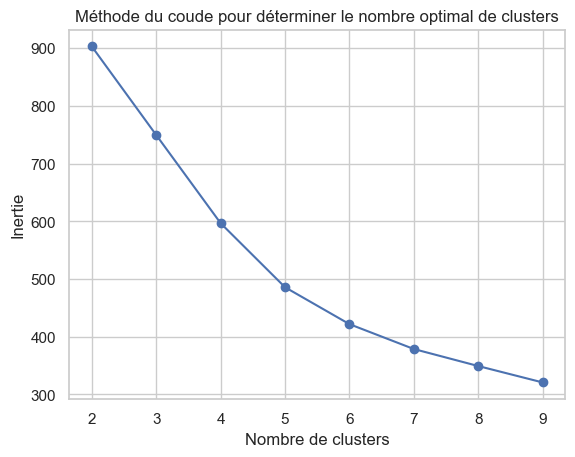 Méthode du coude pour déterminer le nombre optimal de clusters
900
800
700
600
500
400
300
Inertie
2 3 4 5 6 7 8 9
Nombre de clusters